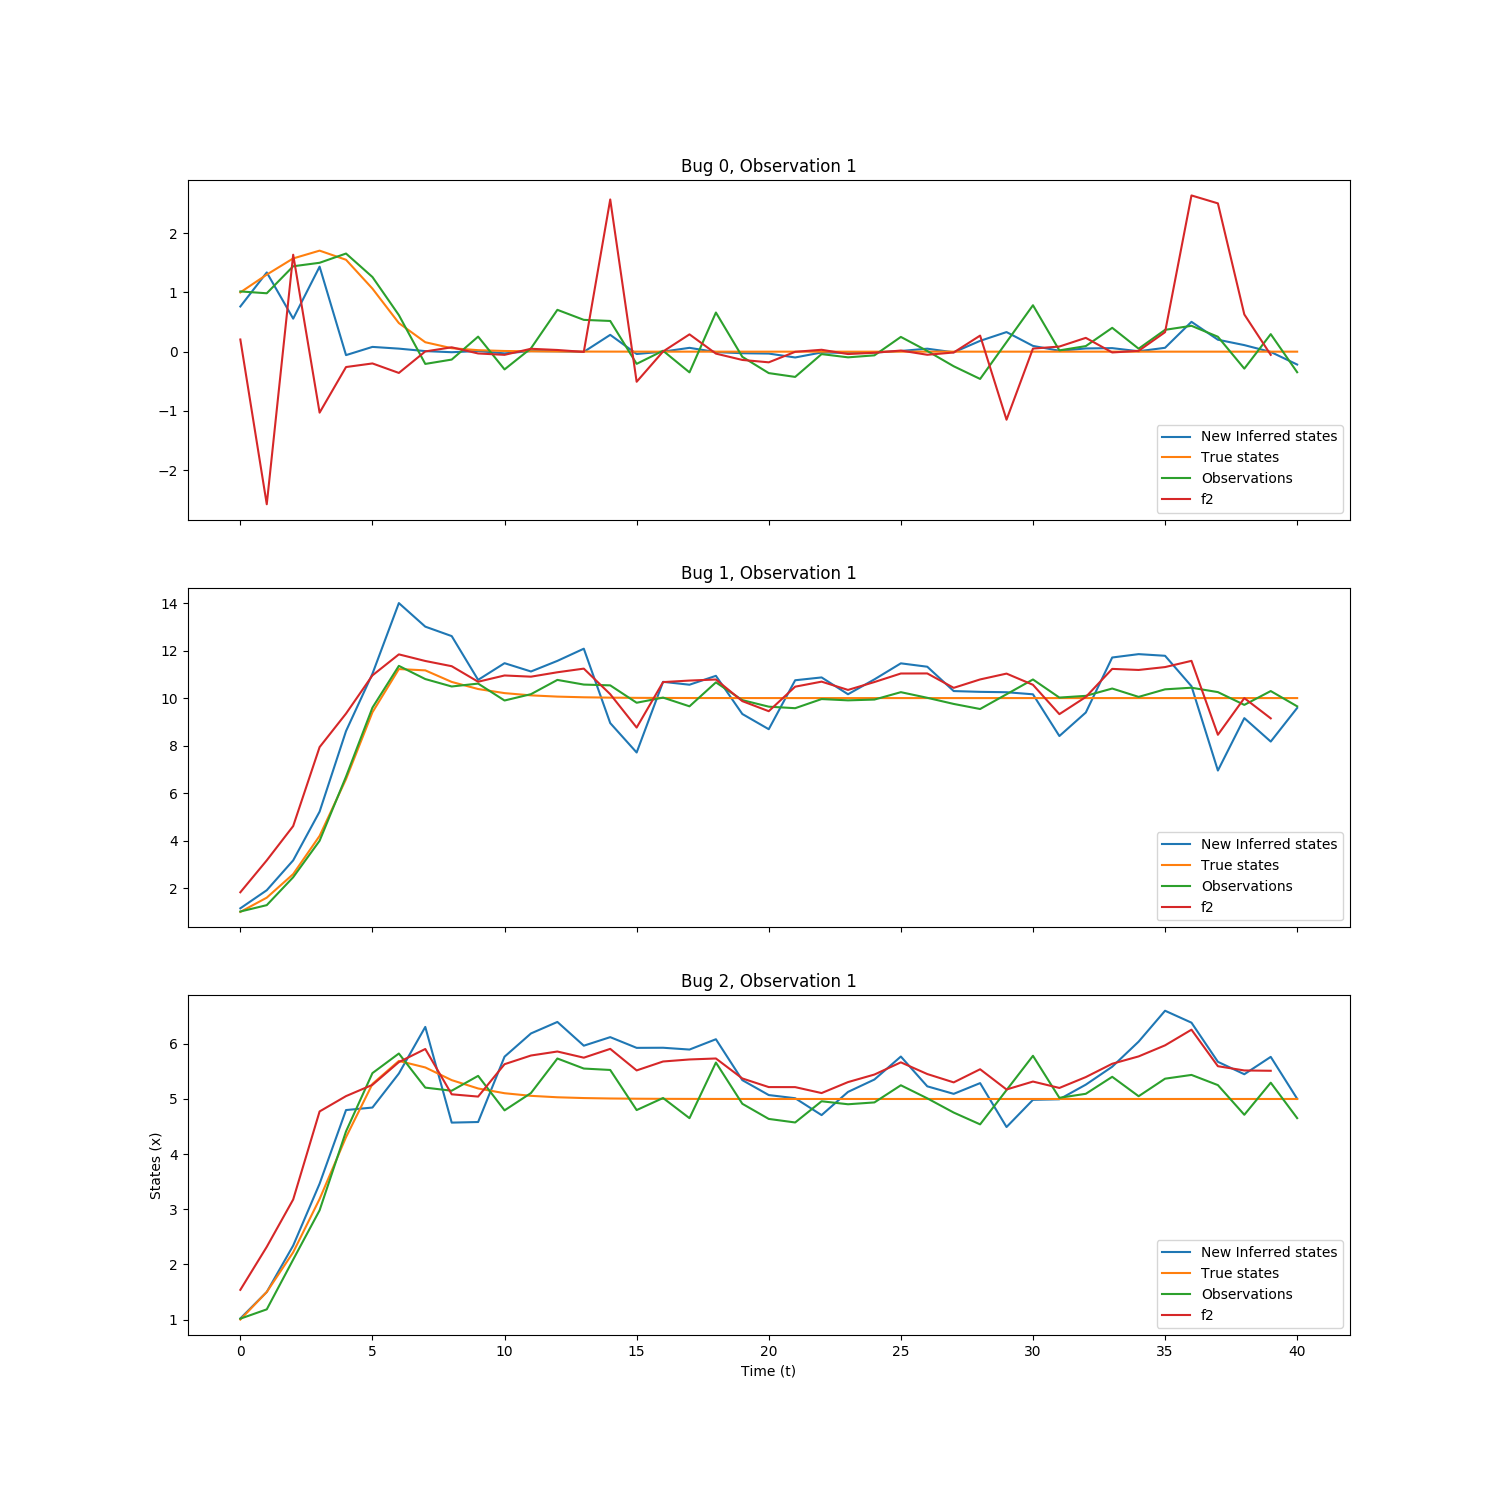 Bug 0, Observation 1
2
1
0
−1
−2
New Inferred states
True states
Observations
f2
Bug 1, Observation 1
14
12
10
8
6
4
2
New Inferred states
True states
Observations
f2
Bug 2, Observation 1
6
5
4
3
2
1
States (x)
New Inferred states
True states
Observations
f2
0 5 10 15 20 25 30 35 40
Time (t)